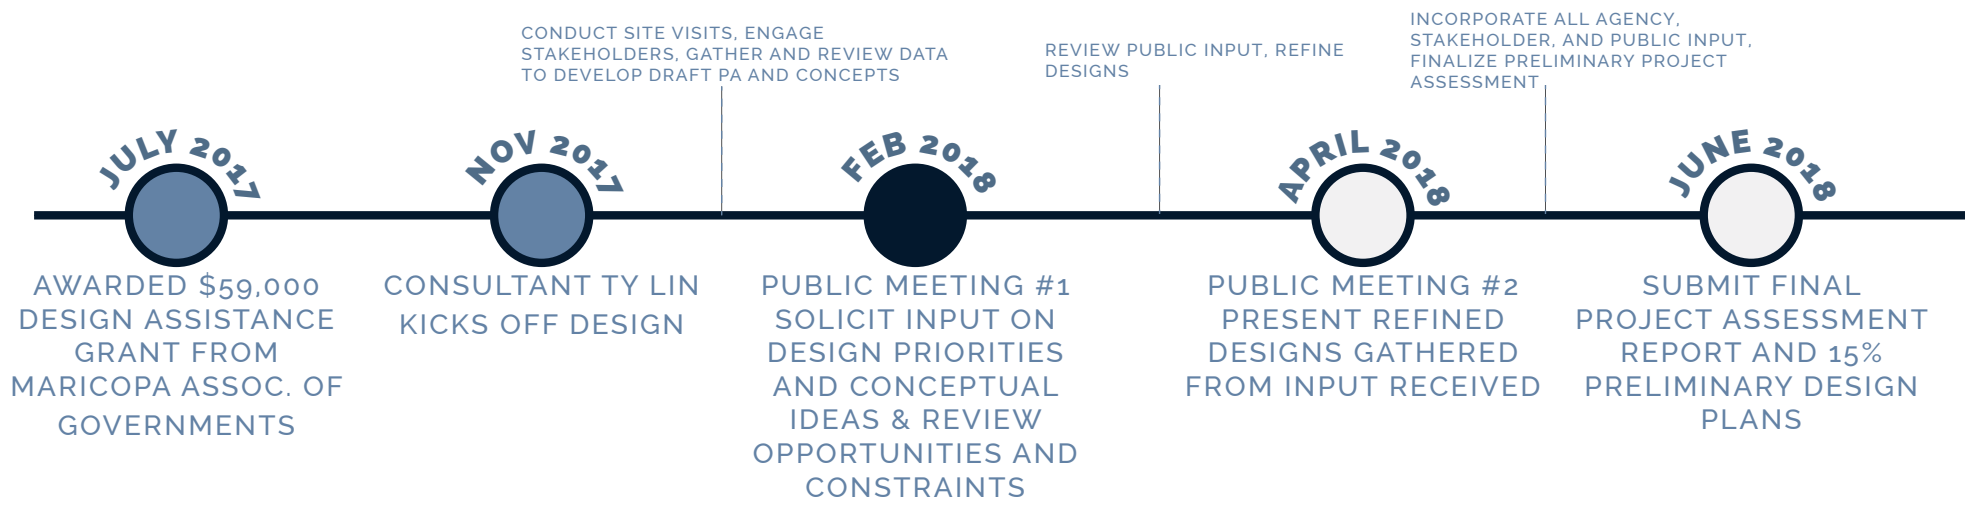 CONDUCT SITE VISITS, ENGAGE
STAKEHOLDERS, GATHER AND REVIEW DATA
TO DEVELOP DRAFT PA AND CONCEPTS
REVIEW PUBLIC INPUT, REFINE
DESIGNS
INCORPORATE ALL AGENCY,
STAKEHOLDER, AND PUBLIC INPUT,
FINALIZE PRELIMINARY PROJECT
ASSESSMENT
JULY 2017
AWARDED $59,000
DESIGN ASSISTANCE
GRANT FROM
MARICOPA ASSOC. OF
GOVERNMENTS
NOV 2017
CONSULTANT TY LIN
KICKS OFF DESIGN
FEB 2018
PUBLIC MEETING #1
SOLICIT INPUT ON
DESIGN PRIORITIES
AND CONCEPTUAL
IDEAS & REVIEW
OPPORTUNITIES AND
CONSTRAINTS
APRIL 2018
PUBLIC MEETING #2
PRESENT REFINED
DESIGNS GATHERED
FROM INPUT RECEIVED
JUNE 2018
SUBMIT FINAL
PROJECT ASSESSMENT
REPORT AND 15%
PRELIMINARY DESIGN
PLANS